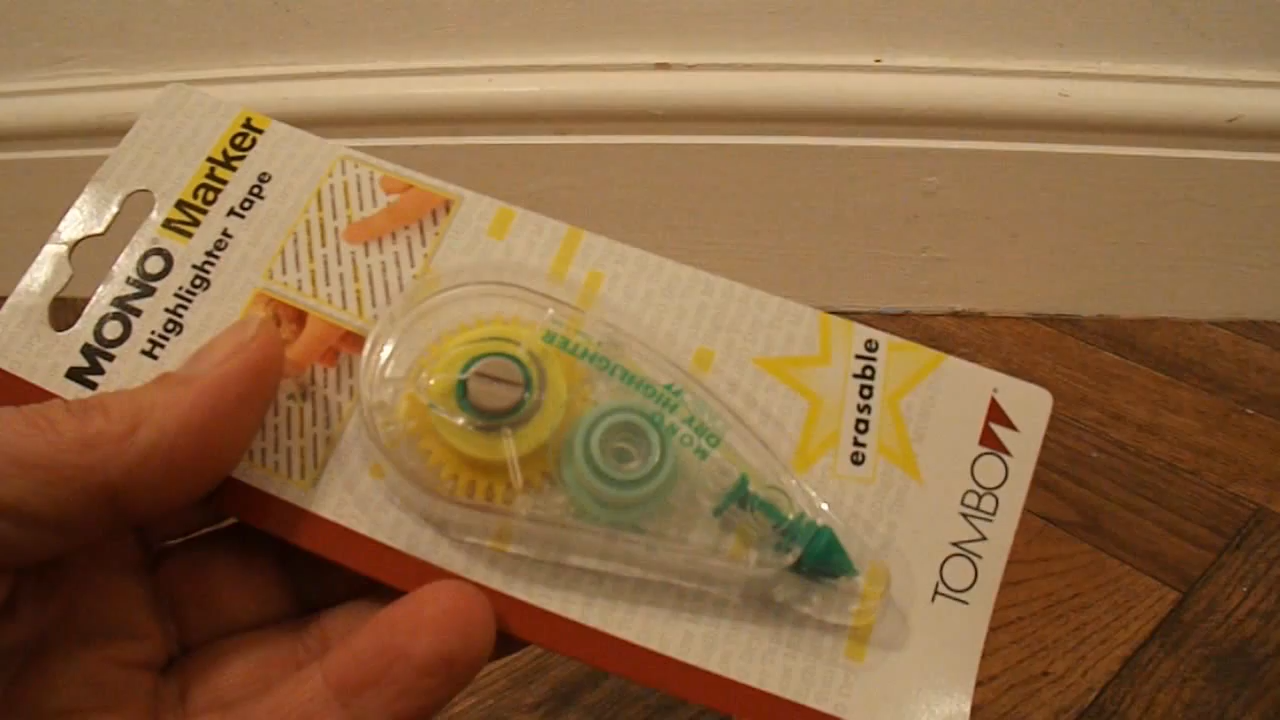 MONO® Marker
Highlighter Tape
MONO
DRY HIGHLIGHTER
erasable
TOMBOW